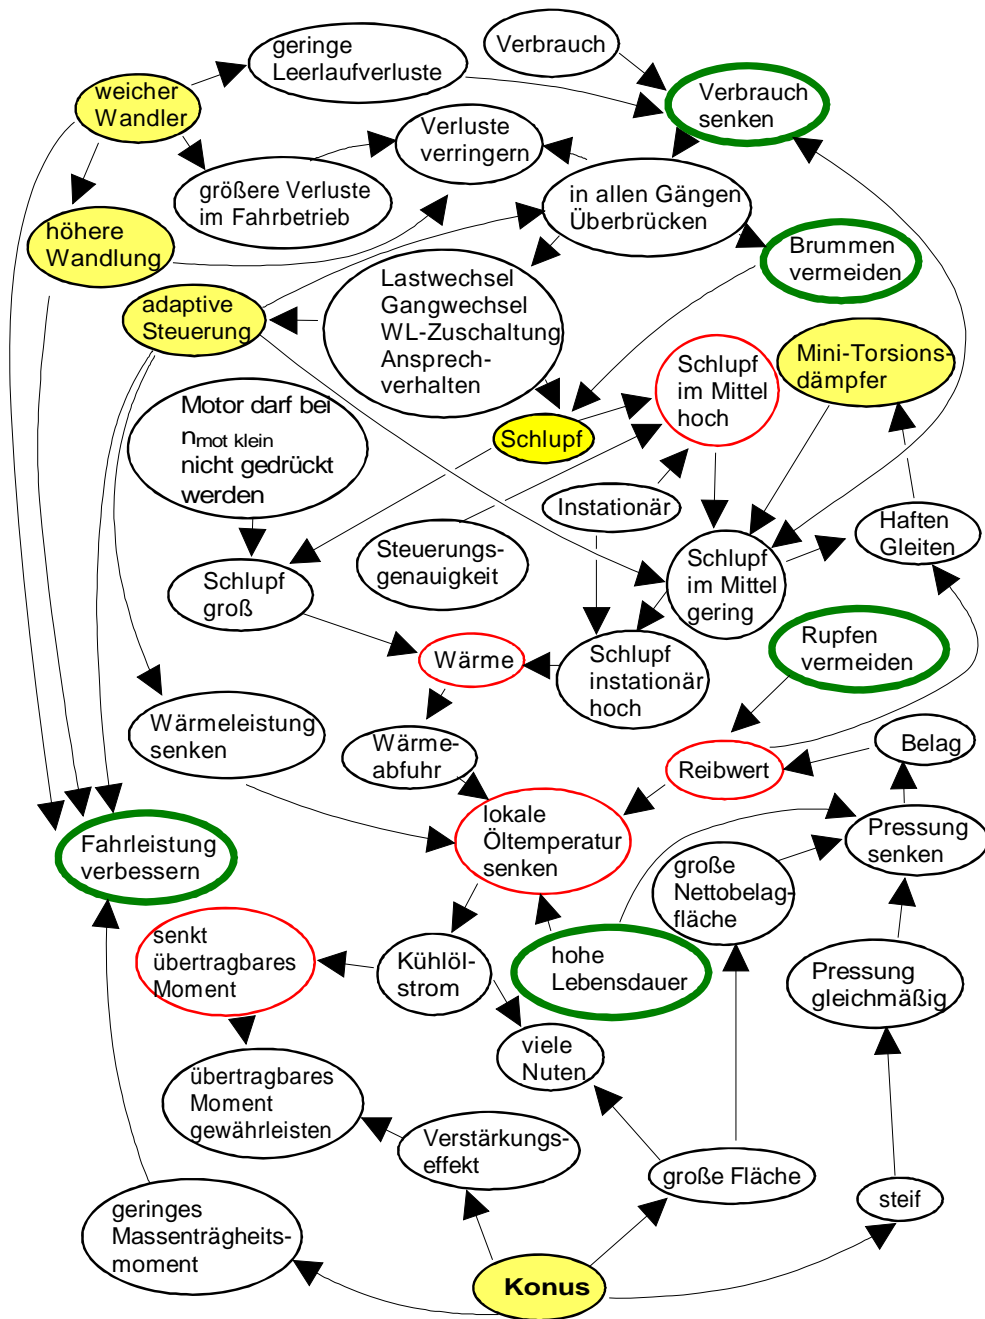 geringe
Leerlaufverluste
Verbrauch
weicher
Wandler
Verbrauch
senken
Verluste
verringern
größere Verluste
im Fahrbetrieb
in allen Gängen
Überbrücken
höhere
Wandlung
Brummen
vermeiden
adaptive
Steuerung
Lastwechsel
Gangwechsel
WL-Zuschaltung
Ansprech-
verhalten
Schlupf
im Mittel
hoch
Mini-Torsions-
dämpfer
Motor darf bei
nmot klein
nicht gedrückt
werden
Schlupf
Instationär
Haften
Gleiten
Steuerungs-
genauigkeit
Schlupf
im Mittel
gering
Schlupf
groß
Rupfen
vermeiden
Wärme
Schlupf
instationär
hoch
Wärmeleistung
senken
Wärme-
abfuhr
Reibwert
Belag
lokale
Öltemperatur
senken
Pressung
senken
Fahrleistung
verbessern
große
Nettobelag-
fläche
senkt
übertragbares
Moment
Kühlöl-
strom
hohe
Lebensdauer
Pressung
gleichmäßig
viele
Nuten
übertragbares
Moment
gewährleisten
Verstärkungs-
effekt
große Fläche
steif
geringes
Massenträgheits-
moment
Konus